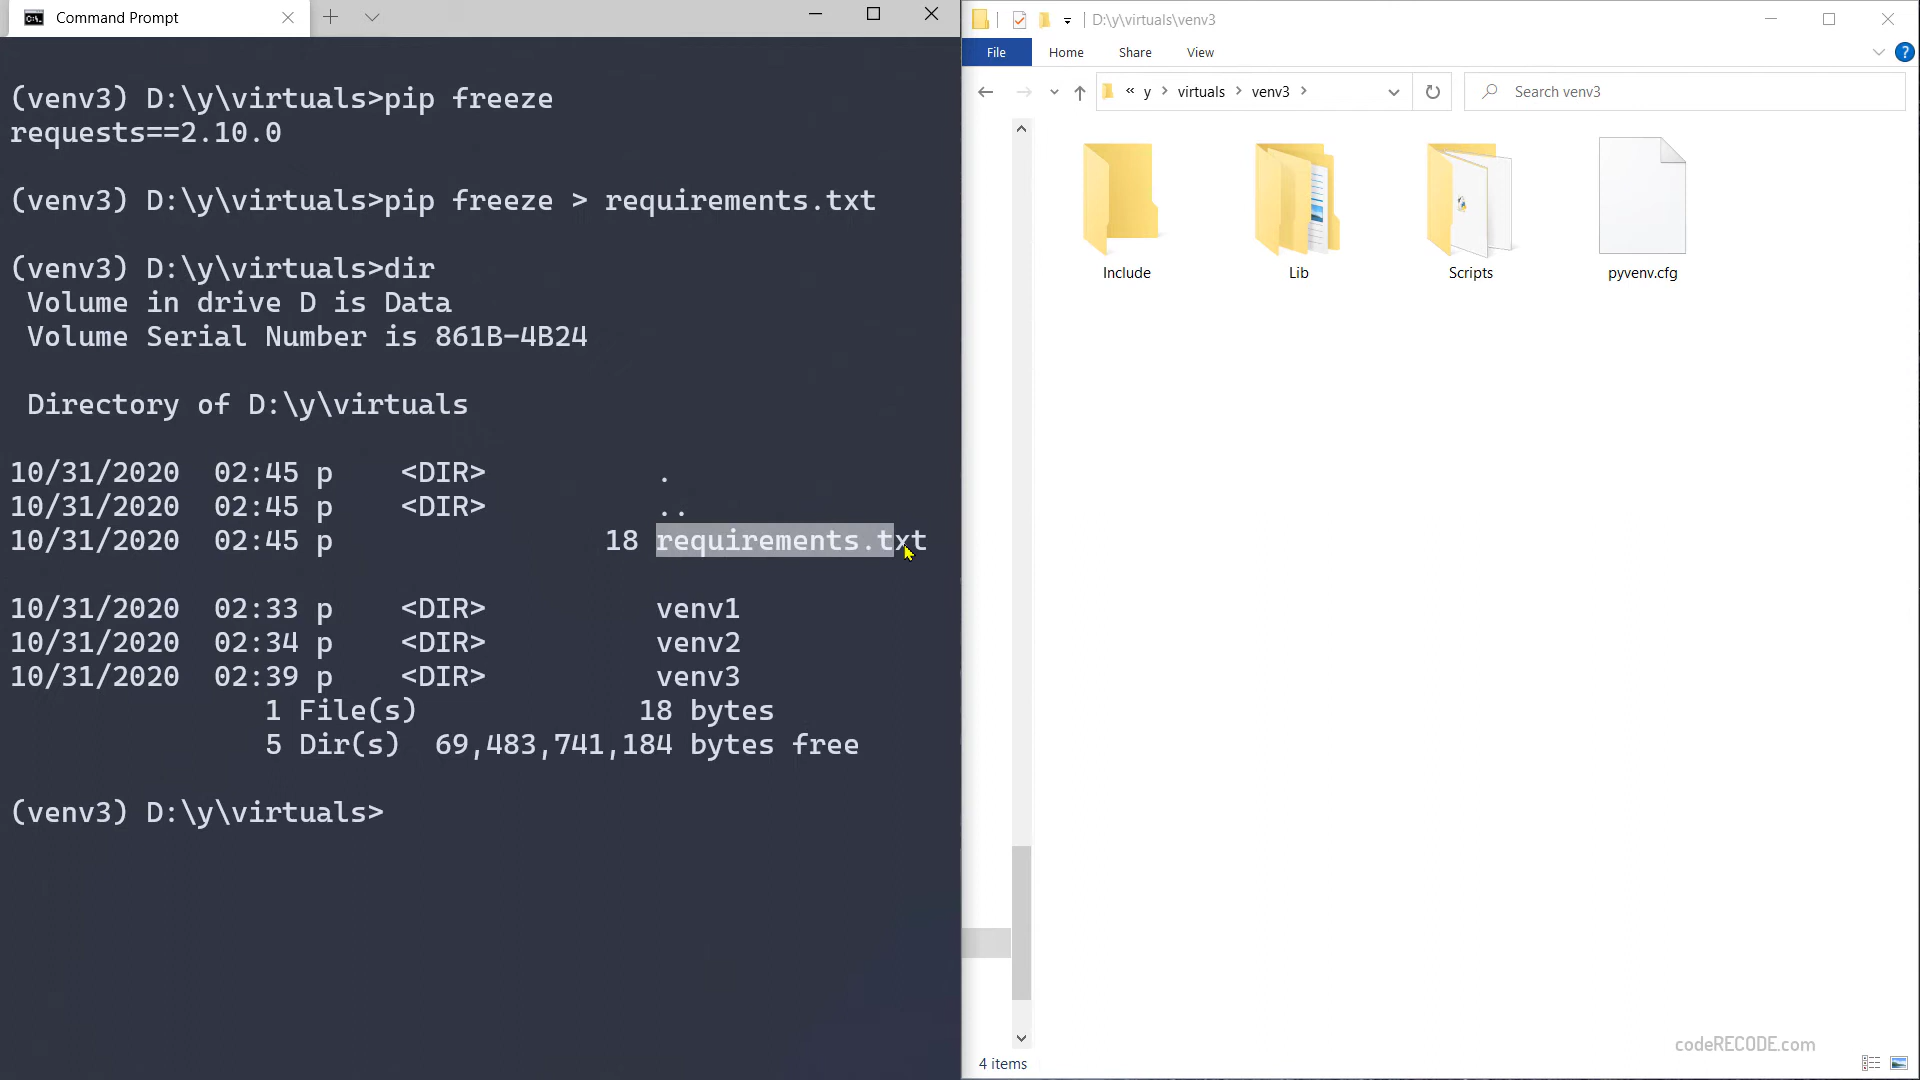 Command Prompt
(venv3) D:\y\virtuals>pip freeze
requests==2.10.0
(venv3) D:\y\virtuals>pip freeze > requirements.txt
(venv3) D:\y\virtuals>dir
Volume in drive D is Data
Volume Serial Number is 861B-4B24
Directory of D:\y\virtuals
10/31/2020  02:45 p    <DIR>          .
10/31/2020  02:45 p    <DIR>          ..
10/31/2020  02:45 p                18 requirements.txt
10/31/2020  02:33 p    <DIR>          venv1
10/31/2020  02:34 p    <DIR>          venv2
10/31/2020  02:39 p    <DIR>          venv3
1 File(s)             18 bytes
5 Dir(s)  69,483,741,184 bytes free
(venv3) D:\y\virtuals>
D:\y\virtuals\venv3
File Home Share View
« y > virtuals > venv3 >
Search venv3
Include Lib Scripts pyvenv.cfg
codeRECODE.com
4 items